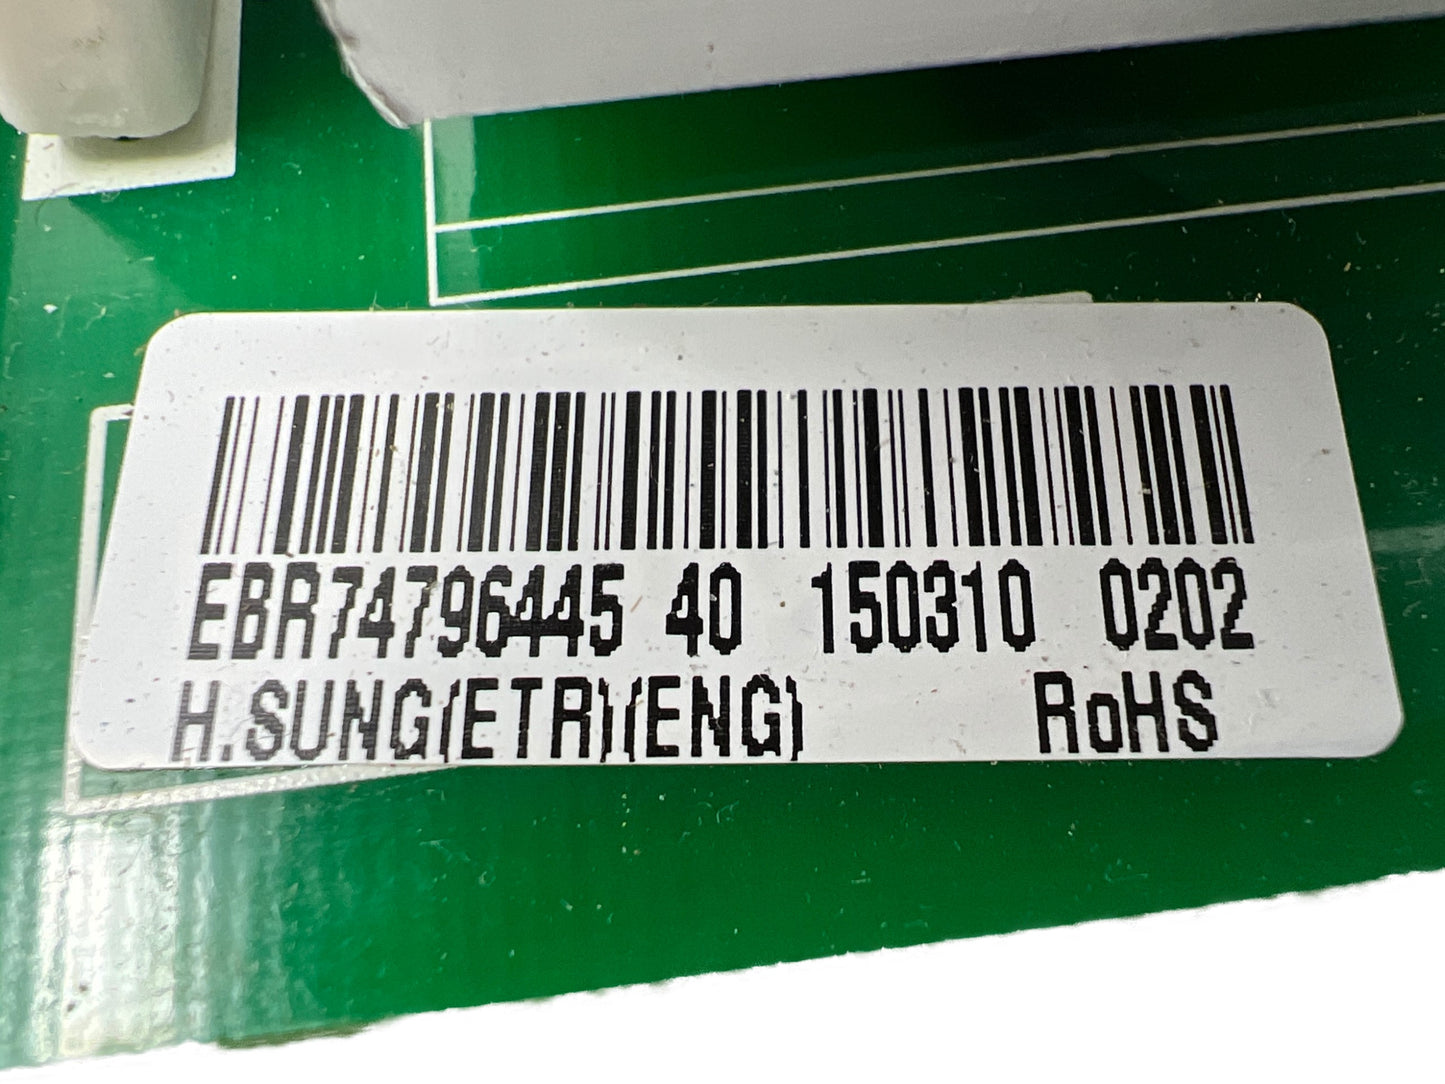 EBR74796445 40 150310 0202
H.SUNG(ETR)(ENG) RoHS